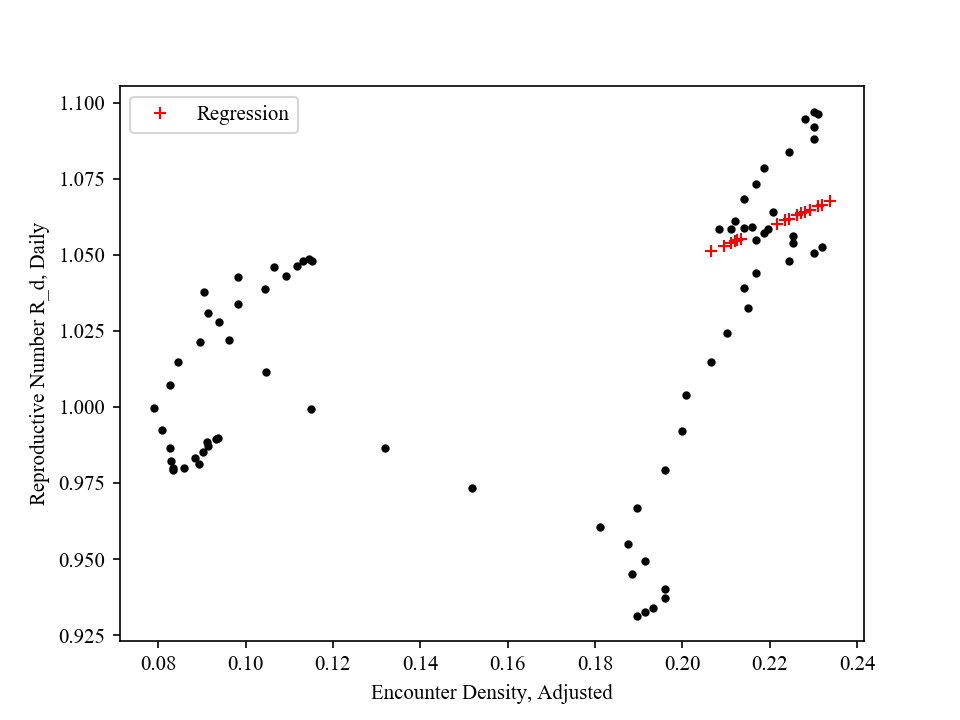 Regression
1.100
1.075
1.050
1.025
1.000
0.975
0.950
0.925
Reproductive Number R_d, Daily
0.08 0.10 0.12 0.14 0.16 0.18 0.20 0.22 0.24
Encounter Density, Adjusted